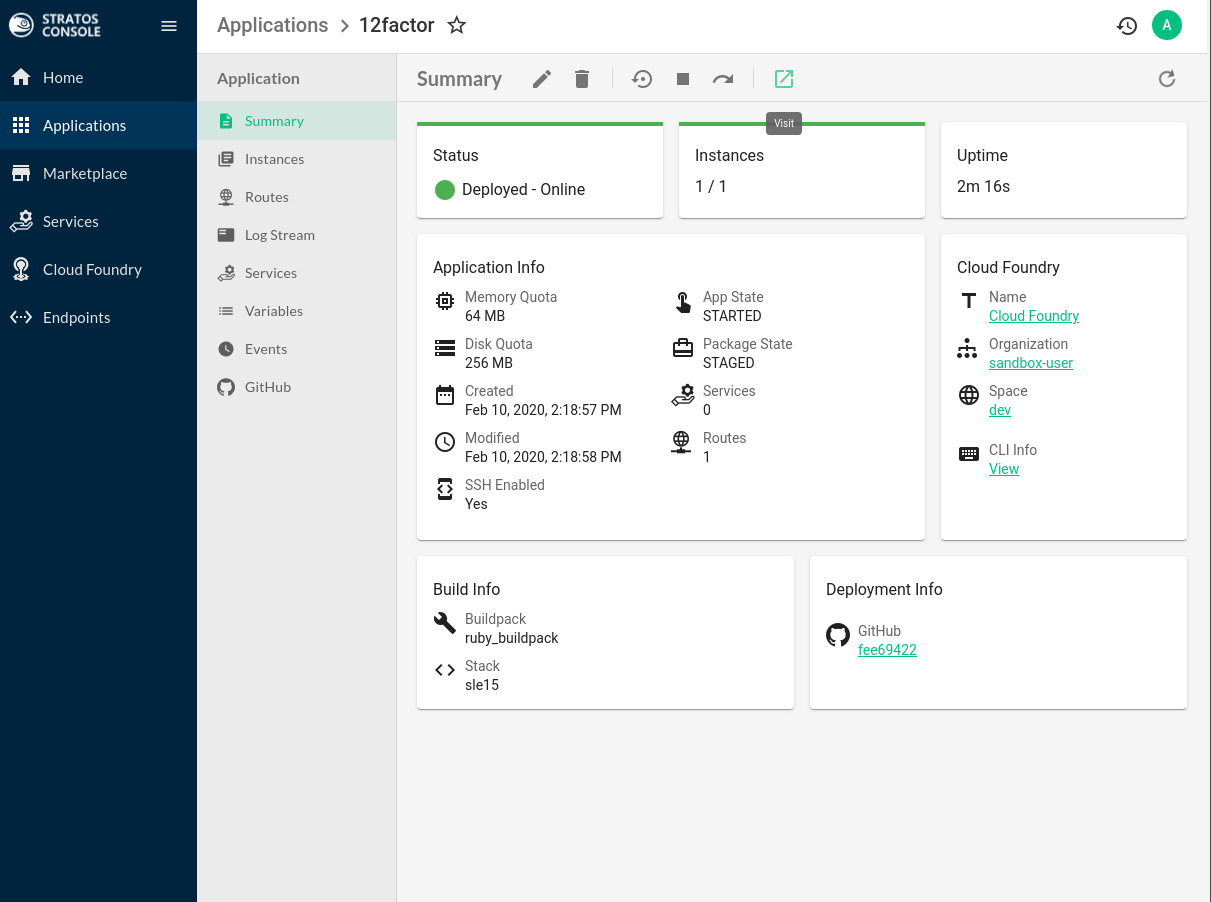 STRATOS
CONSOLE
Applications
12factor
A
Home
Applications
Marketplace
Services
Cloud Foundry
Endpoints
Application
Summary
Instances
Routes
Log Stream
Services
Variables
Events
GitHub
Summary
Visit
Status
Deployed - Online
Instances
1 / 1
Uptime
2m 16s
Application Info
Memory Quota
64 MB
Disk Quota
256 MB
Created
Feb 10, 2020, 2:18:57 PM
Modified
Feb 10, 2020, 2:18:58 PM
SSH Enabled
Yes
App State
STARTED
Package State
STAGED
Services
0
Routes
1
Cloud Foundry
Name
Cloud Foundry
Organization
sandbox-user
Space
dev
CLI Info
View
Build Info
Buildpack
ruby_buildpack
Stack
sle15
Deployment Info
GitHub
fee69422